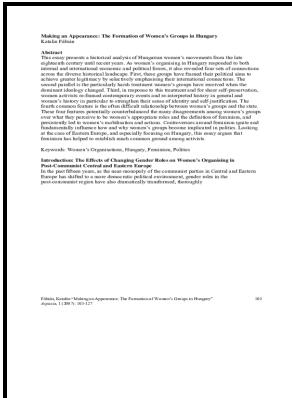 Making an Appearance: The Formation of Women's Groups in Hungary
Katalin Fábián
Abstract
This essay presents a historical analysis of Hungarian women's movements from the late
eighteenth century until recent years. As women's organising in Hungary responded to both
internal and international economic and political forces, it also revealed four sets of connections
across the diverse historical landscape. First, these groups have framed their political aims to
achieve greater legitimacy by selectively emphasising their international connections. The
second parallel is the particularly harsh treatment women's groups have received when the
dominant ideology changed. Third, in response to this treatment and for sheer self-preservation,
women activists re-framed contemporary events and re-interpreted history in general and
women's history in particular to strengthen their sense of identity and self-justification. The
fourth common feature is the often difficult relationship between women's groups and the state.
These four features potentially counterbalanced the many disagreements among women's groups
over what they perceive to be women's appropriate roles and the definition of feminism, and
persistently led to women's mobilisation and actions. Controversies around feminism ignite and
fundamentally influence how and why women's groups become implicated in politics. Looking
at the case of Eastern Europe, and especially focusing on Hungary, this essay argues that
feminism has helped to establish much common ground among activists.
Keywords: Women's Organisations, Hungary, Feminism, Politics
Introduction: The Effects of Changing Gender Roles on Women's Organising in
Post-Communist Central and Eastern Europe
In the past fifteen years, as the near-monopoly of the communist parties in Central and Eastern
Europe has shifted to a more democratic political environment, gender roles in the
post-communist region have also dramatically transformed, thoroughly
Fábián, Katalin "Making an Appearance: The Formation of Women's Groups in Hungary" 103
Aspasia, 1 (2007): 103-127